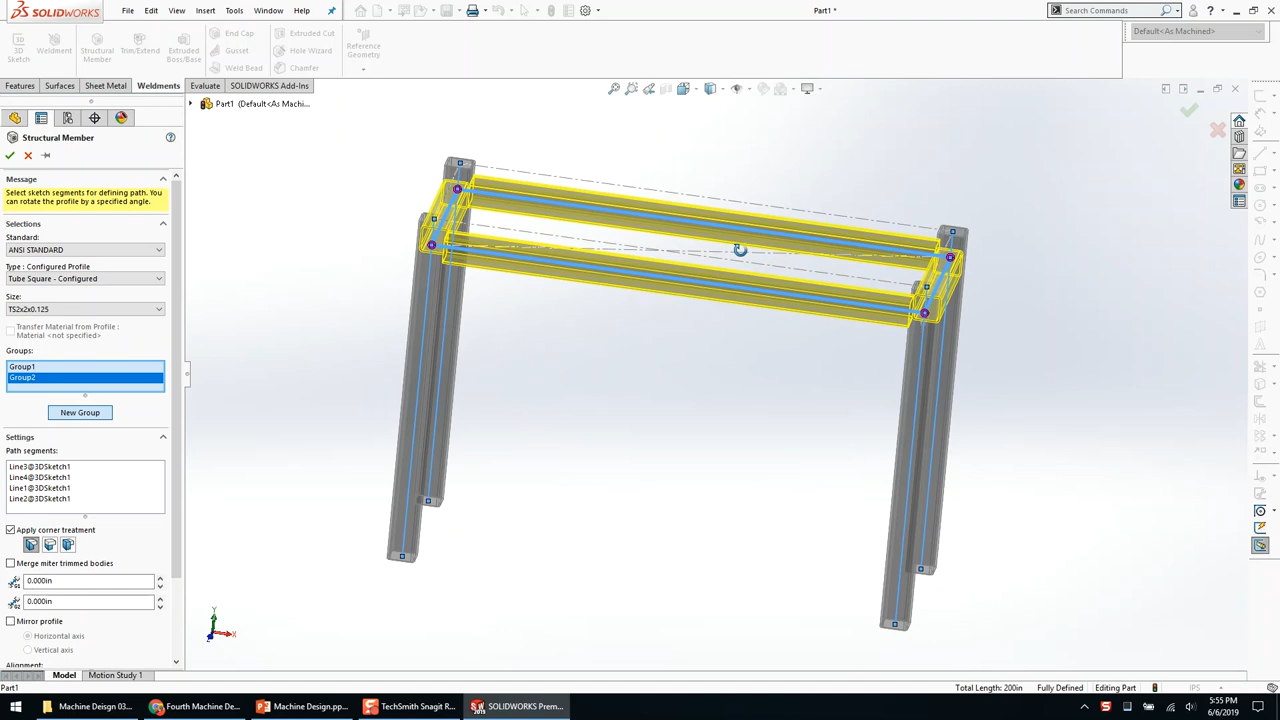 SOLIDWORKS File Edit View Insert Tools Window Help Part1 * Search Commands
3D Sketch Weldment Structural Member Trim/Extend Extruded Boss/Base End Cap Gusset Weld Bead Extruded Cut Hole Wizard Chamfer Reference Geometry
Default<As Machined>
Features Surfaces Sheet Metal Weldments Evaluate SOLIDWORKS Add-Ins
Part1 (Default<As Machi...
Structural Member
Message
Select sketch segments for defining path. You
can rotate the profile by a specified angle.
Selections
Standard:
ANSI STANDARD
Type : Configured Profile
Tube Square - Configured
Size:
TS2x2x0.125
Transfer Material from Profile :
Material <not specified>
Groups:
Group1
Group2
New Group
Settings
Path segments:
Line3@3DSketch1
Line4@3DSketch1
Line1@3DSketch1
Line2@3DSketch1
Apply corner treatment
Merge miter trimmed bodies
G1 0.000in
G2 0.000in
Mirror profile
Horizontal axis
Vertical axis
Alignment:
Y
X
Model Motion Study 1
Part1 Total Length: 200in Fully Defined Editing Part IPS
Machine Deisgn 03... Fourth Machine De... Machine Design.pp... TechSmith Snagit R... SOLIDWORKS Prem...
5:55 PM
6/6/2019